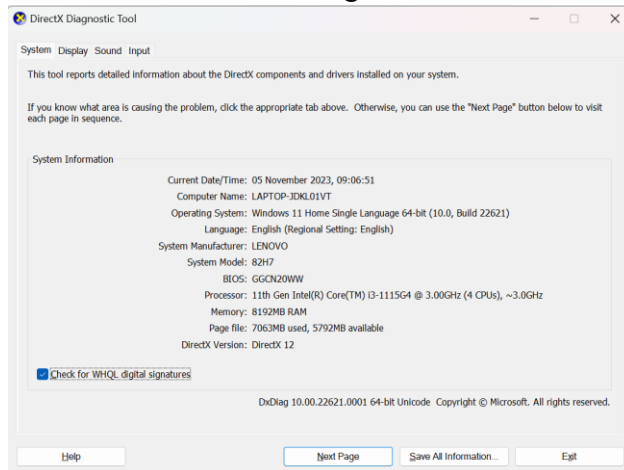 DirectX Diagnostic Tool
System Display Sound Input
This tool reports detailed information about the DirectX components and drivers installed on your system.
If you know what area is causing the problem, click the appropriate tab above. Otherwise, you can use the "Next Page" button below to visit
each page in sequence.
System Information
Current Date/Time: 05 November 2023, 09:06:51
Computer Name: LAPTOP-JDKL01VT
Operating System: Windows 11 Home Single Language 64-bit (10.0, Build 22621)
Language: English (Regional Setting: English)
System Manufacturer: LENOVO
System Model: 82H7
BIOS: GGCN20WW
Processor: 11th Gen Intel(R) Core(TM) i3-1115G4 @ 3.00GHz (4 CPUs), ~3.0GHz
Memory: 8192MB RAM
Page file: 7063MB used, 5792MB available
DirectX Version: DirectX 12
Check for WHQL digital signatures
DxDiag 10.00.22621.0001 64-bit Unicode Copyright © Microsoft. All rights reserved.
Help Next Page Save All Information... Exit